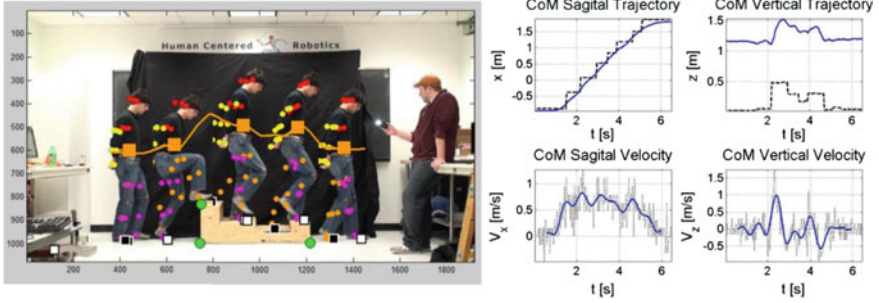 Human Centered Robotics
100
200
300
400
500
600
700
800
900
1000
200 400 600 800 1000 1200 1400 1600 1800
CoM Sagital Trajectory
x [m]
1.5
1
0.5
0
-0.5
2 4 6
t [s]
CoM Vertical Trajectory
z [m]
1.5
1
0.5
2 4 6
t [s]
CoM Sagital Velocity
Vx [m/s]
1
0.5
0
2 4 6
t [s]
CoM Vertical Velocity
Vz [m/s]
1.5
1
0.5
0
-0.5
2 4 6
t [s]